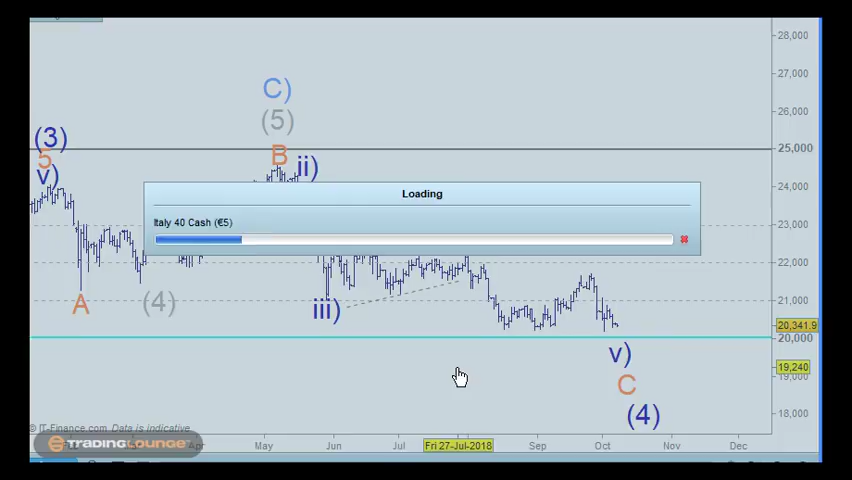 28,000
27,000
C)
26,000
(5)
(3)
25,000
5
B
ii)
v)
24,000
Loading
Italy 40 Cash (€5)
23,000
22,000
A
(4)
iii)
21,000
20,341.9
20,000
v)
19,240
19,000
C
(4)
18,000
© IT-Finance.com Data is indicative
TRADINGLOUNGE
Apr
May
Jun
Jul
Fri 27-Jul-2018
Sep
Oct
Nov
Dec